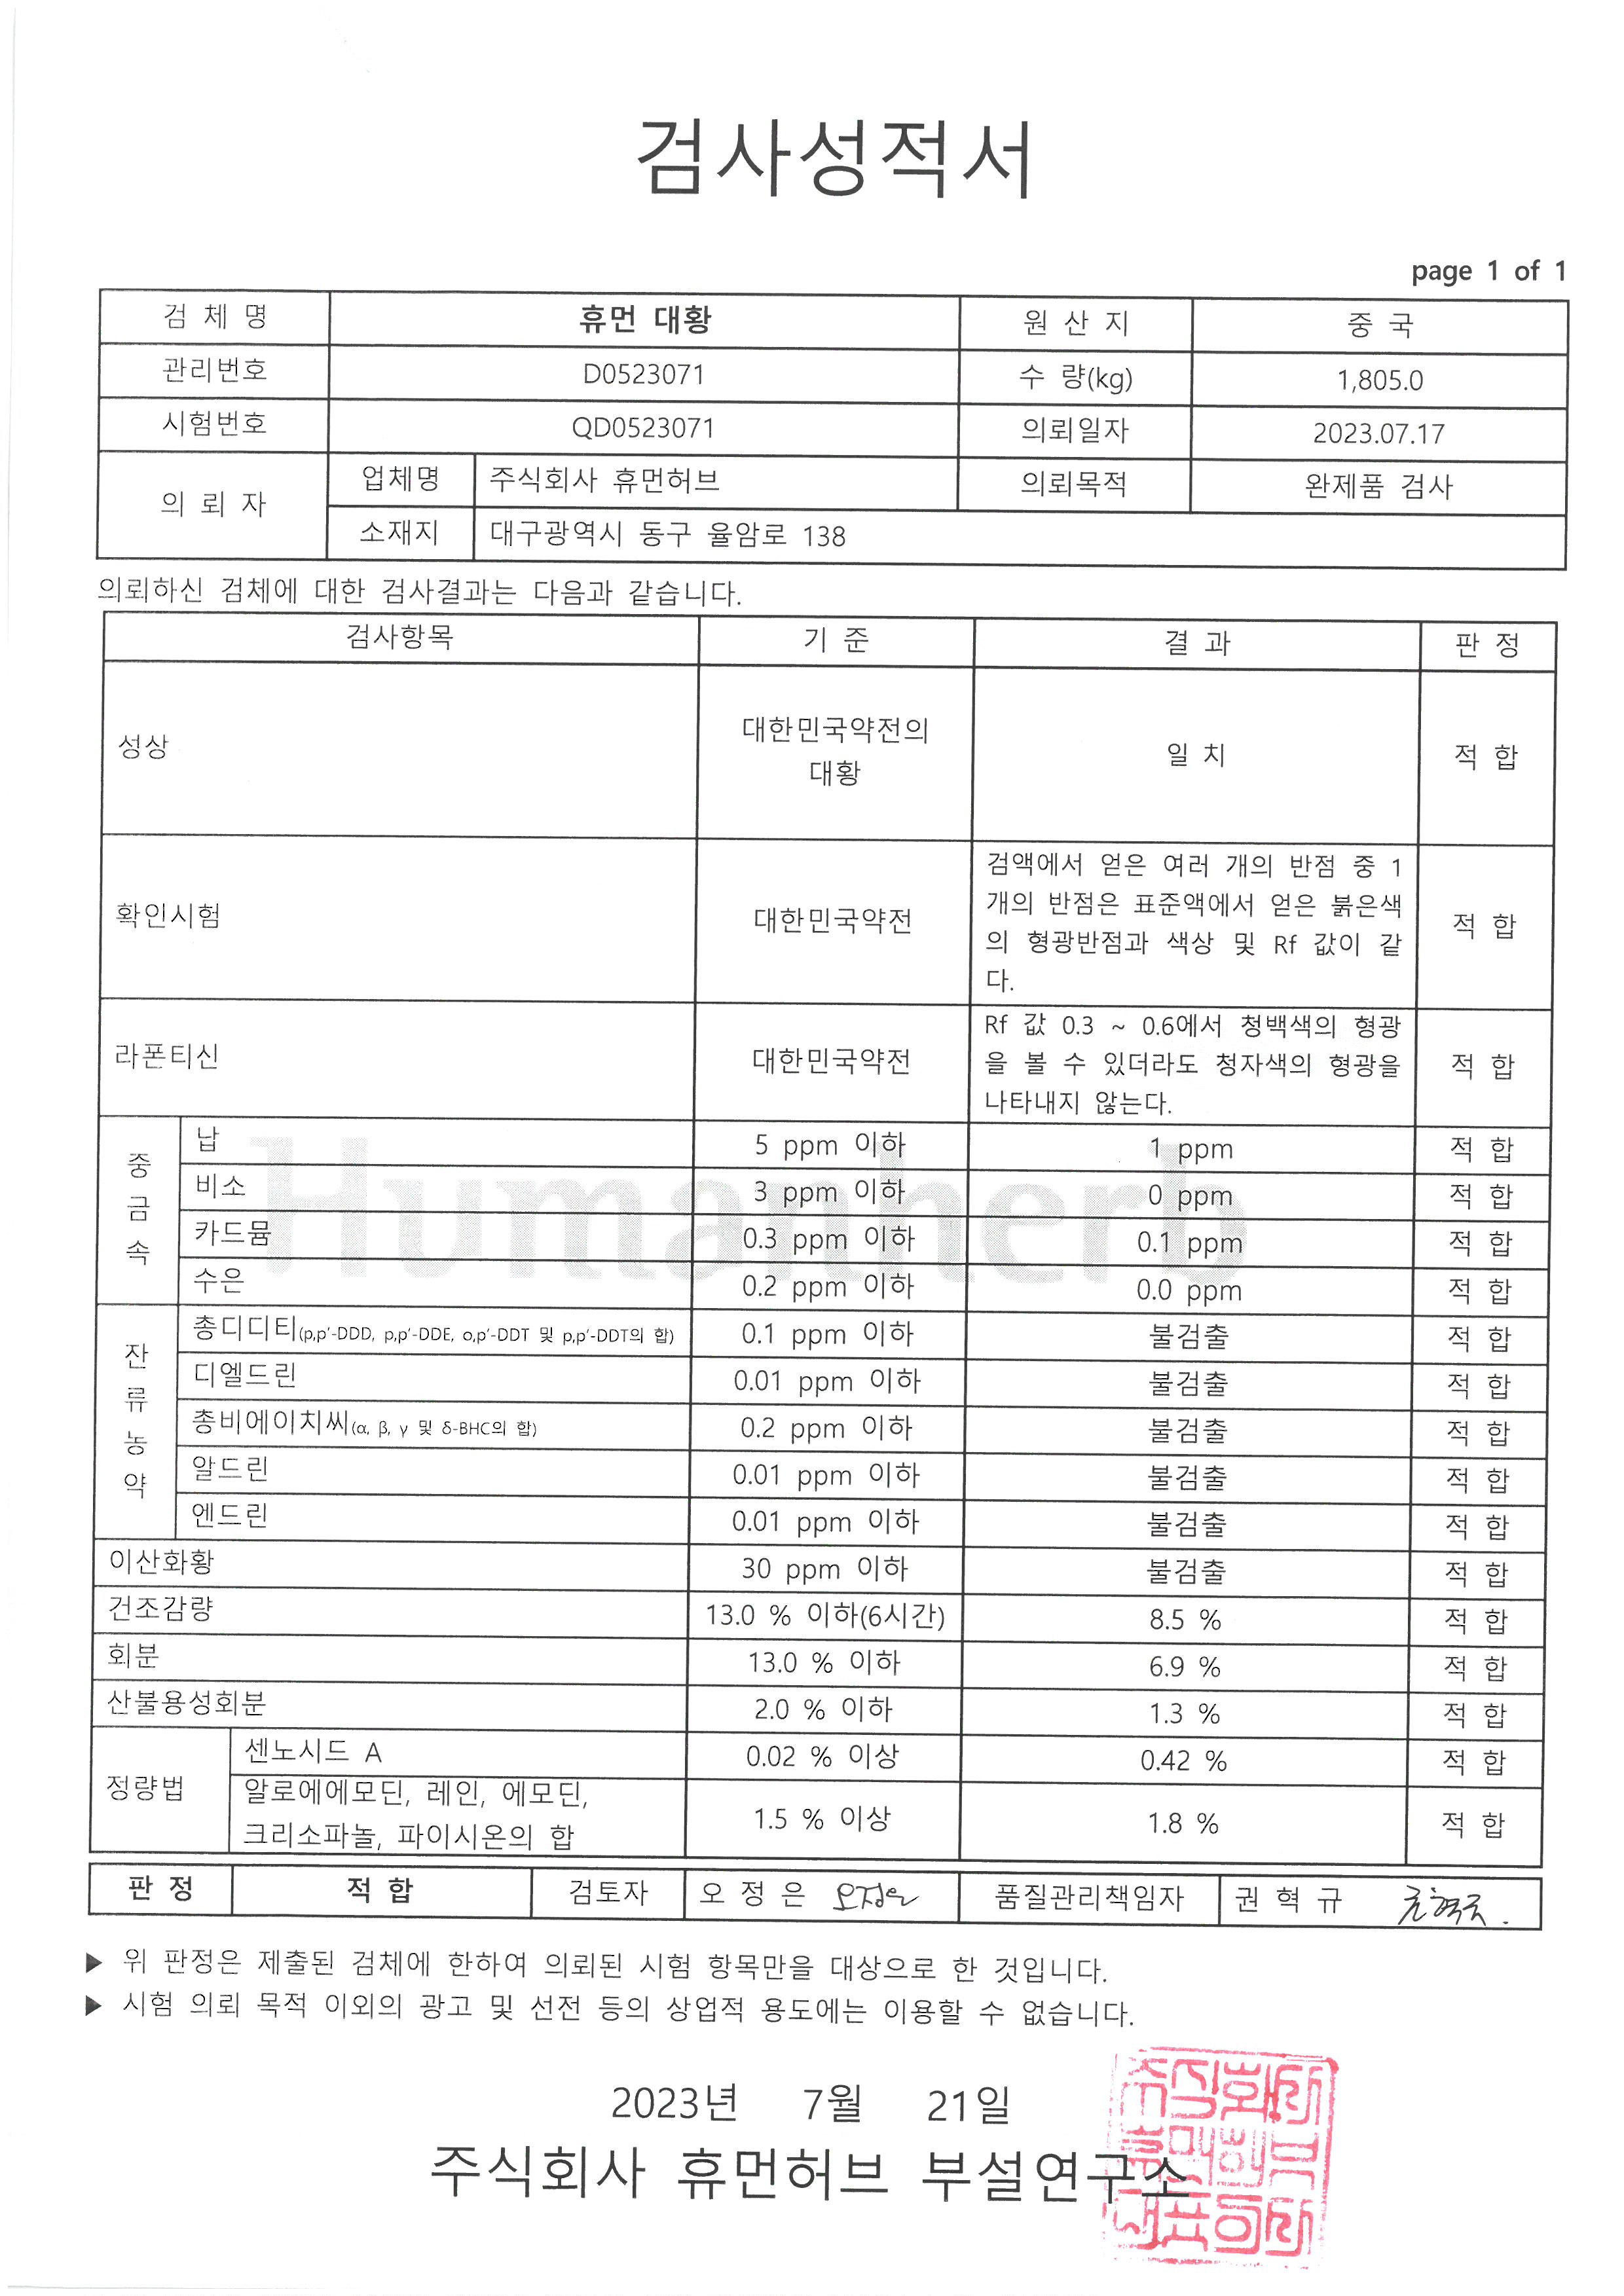 검사성적서
page 1 of 1
검 체 명 휴먼 대황 원 산 지 중 국
관리번호 D0523071 수 량(kg) 1,805.0
시험번호 QD0523071 의뢰일자 2023.07.17
의 뢰 자 업체명 주식회사 휴먼허브 의뢰목적 완제품 검사
소재지 대구광역시 동구 율암로 138
의뢰하신 검체에 대한 검사결과는 다음과 같습니다.
검사항목 기 준 결 과 판 정
성상 대한민국약전의 대황 일 치 적 합
확인시험 대한민국약전 검액에서 얻은 여러 개의 반점 중 1
개의 반점은 표준액에서 얻은 붉은색
의 형광반점과 색상 및 Rf 값이 같
다. 적 합
라폰티신 대한민국약전 Rf 값 0.3 ~ 0.6에서 청백색의 형광
을 볼 수 있더라도 청자색의 형광을
나타내지 않는다. 적 합
중금속 납 5 ppm 이하 1 ppm 적 합
비소 3 ppm 이하 0 ppm 적 합
카드뮴 0.3 ppm 이하 0.1 ppm 적 합
수은 0.2 ppm 이하 0.0 ppm 적 합
Humanherb
잔류농약 총디디티(p,p'-DDD, p,p'-DDE, o,p'-DDT 및 p,p'-DDT의 합) 0.1 ppm 이하 불검출 적 합
디엘드린 0.01 ppm 이하 불검출 적 합
총비에이치씨(α, β, γ 및 δ-BHC의 합) 0.2 ppm 이하 불검출 적 합
알드린 0.01 ppm 이하 불검출 적 합
엔드린 0.01 ppm 이하 불검출 적 합
이산화황 30 ppm 이하 불검출 적 합
건조감량 13.0 % 이하(6시간) 8.5 % 적 합
회분 13.0 % 이하 6.9 % 적 합
산불용성회분 2.0 % 이하 1.3 % 적 합
정량법 센노시드 A 0.02 % 이상 0.42 % 적 합
알로에에모딘, 레인, 에모딘,
크리소파놀, 파이시온의 합 1.5 % 이상 1.8 % 적 합
판 정 적 합 검토자 오 정 은 오정은 품질관리책임자 권 혁 규
▶ 위 판정은 제출된 검체에 한하여 의뢰된 시험 항목만을 대상으로 한 것입니다.
▶ 시험 의뢰 목적 이외의 광고 및 선전 등의 상업적 용도에는 이용할 수 없습니다.
2023년 7월 21일
주식회사 휴먼허브 부설연구소